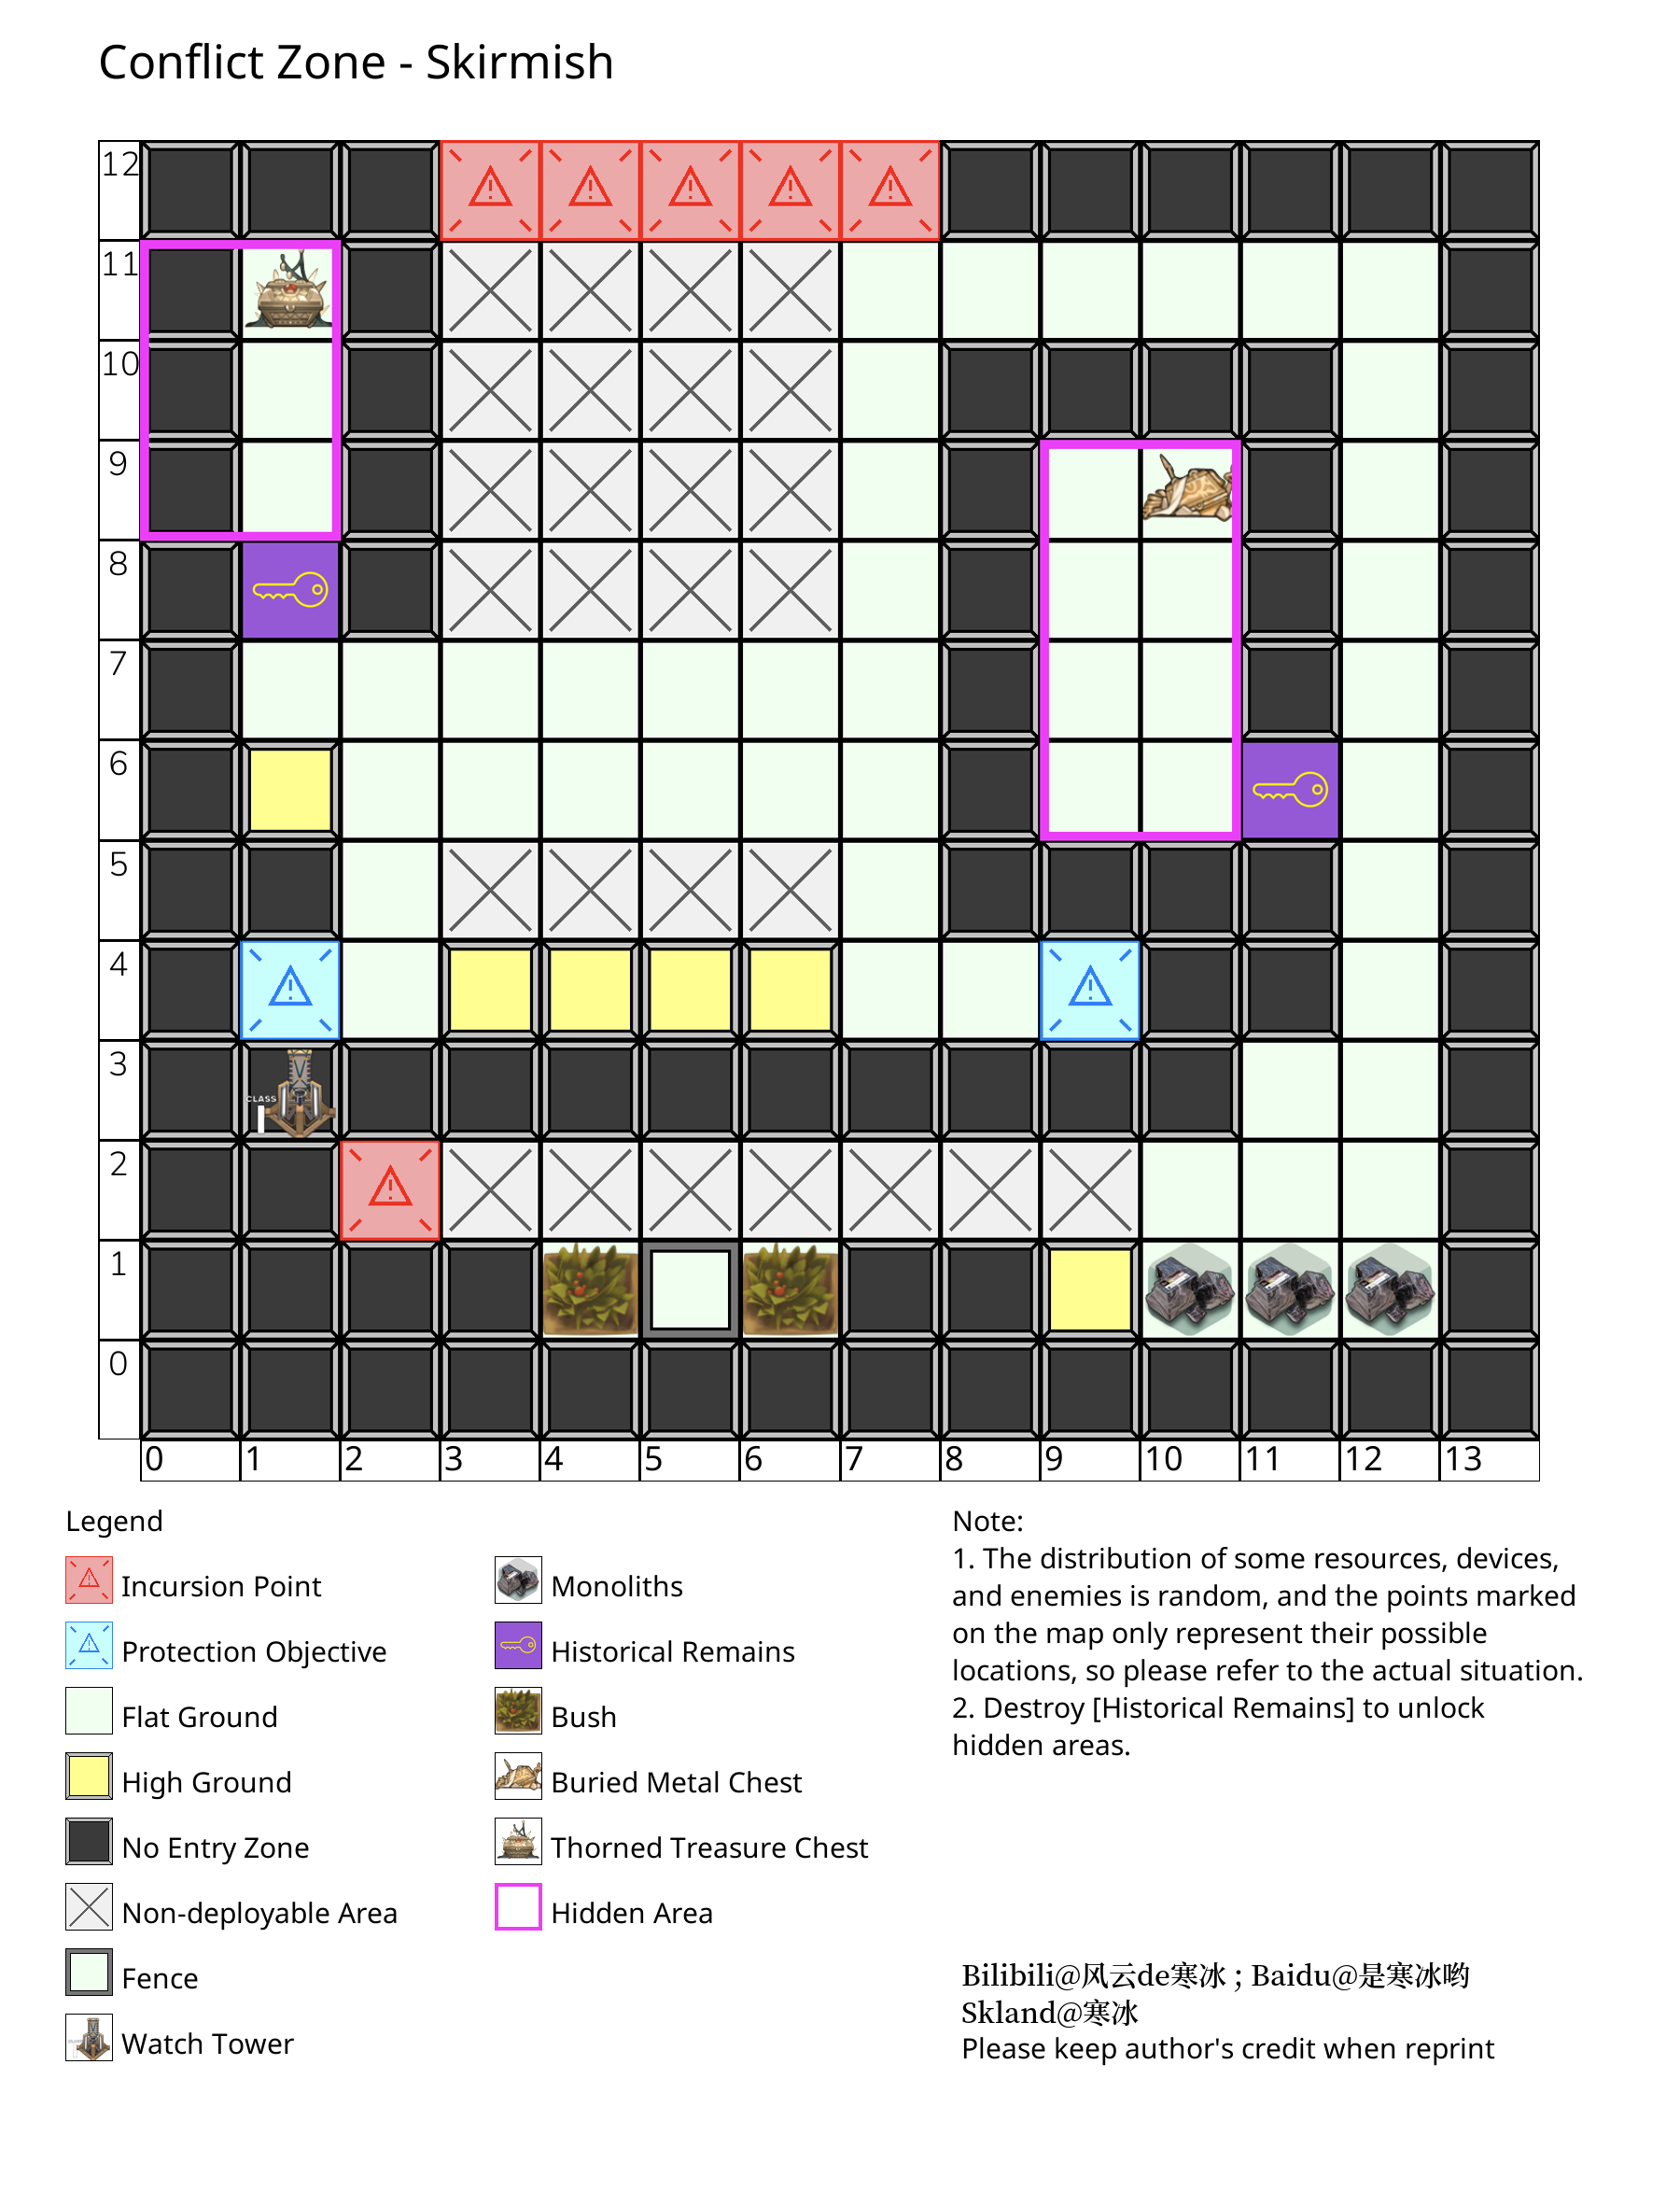 Conflict Zone - Skirmish
12
11
10
9
8
7
6
5
4
3
CLASS
2
1
0
0 1 2 3 4 5 6 7 8 9 10 11 12 13
Legend
Incursion Point
Protection Objective
Flat Ground
High Ground
No Entry Zone
Non-deployable Area
Fence
Watch Tower
Monoliths
Historical Remains
Bush
Buried Metal Chest
Thorned Treasure Chest
Hidden Area
Note:
1. The distribution of some resources, devices,
and enemies is random, and the points marked
on the map only represent their possible
locations, so please refer to the actual situation.
2. Destroy [Historical Remains] to unlock
hidden areas.
Bilibili@风云de寒冰 ; Baidu@是寒冰哟
Skland@寒冰
Please keep author's credit when reprint